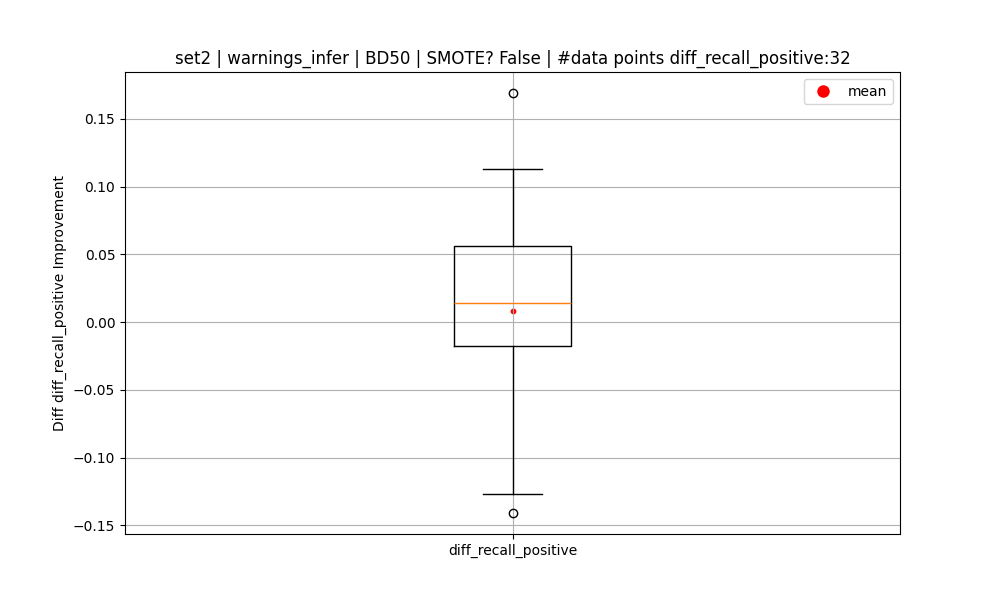 set2 | warnings_infer | BD50 | SMOTE? False | #data points diff_recall_positive:32
mean
Diff diff_recall_positive Improvement
0.15
0.10
0.05
0.00
−0.05
−0.10
−0.15
diff_recall_positive